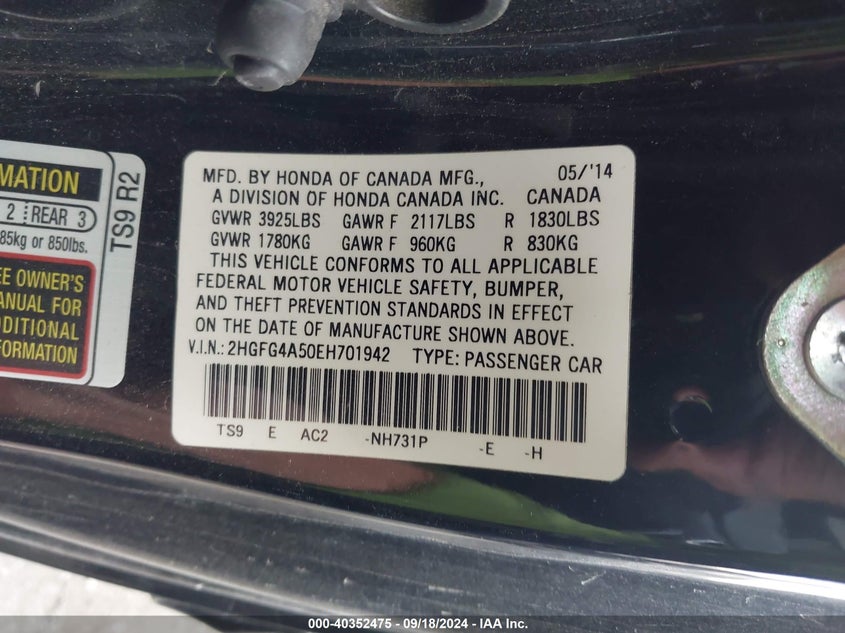 MATION
2 REAR 3
85kg or 850lbs.
EE OWNER'S
ANUAL FOR
DDITIONAL
FORMATION
TS9 R2
MFD. BY HONDA OF CANADA MFG., 05/'14
A DIVISION OF HONDA CANADA INC. CANADA
GVWR 3925LBS GAWR F 2117LBS R 1830LBS
GVWR 1780KG GAWR F 960KG R 830KG
THIS VEHICLE CONFORMS TO ALL APPLICABLE
FEDERAL MOTOR VEHICLE SAFETY, BUMPER,
AND THEFT PREVENTION STANDARDS IN EFFECT
ON THE DATE OF MANUFACTURE SHOWN ABOVE.
V.I.N.: 2HGFG4A50EH701942 TYPE: PASSENGER CAR
TS9 E AC2 -NH731P -E -H
000-40352475 - 09/18/2024 - IAA Inc.